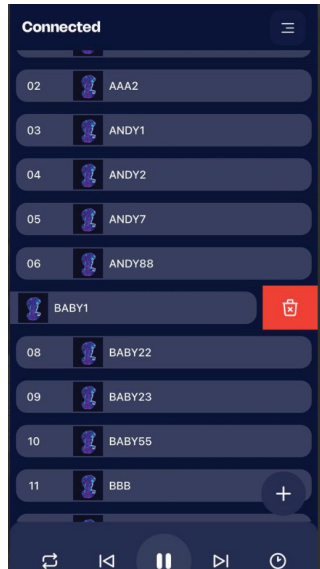 Connected
02 AAA2
03 ANDY1
04 ANDY2
05 ANDY7
06 ANDY88
BABY1
08 BABY22
09 BABY23
10 BABY55
11 BBB